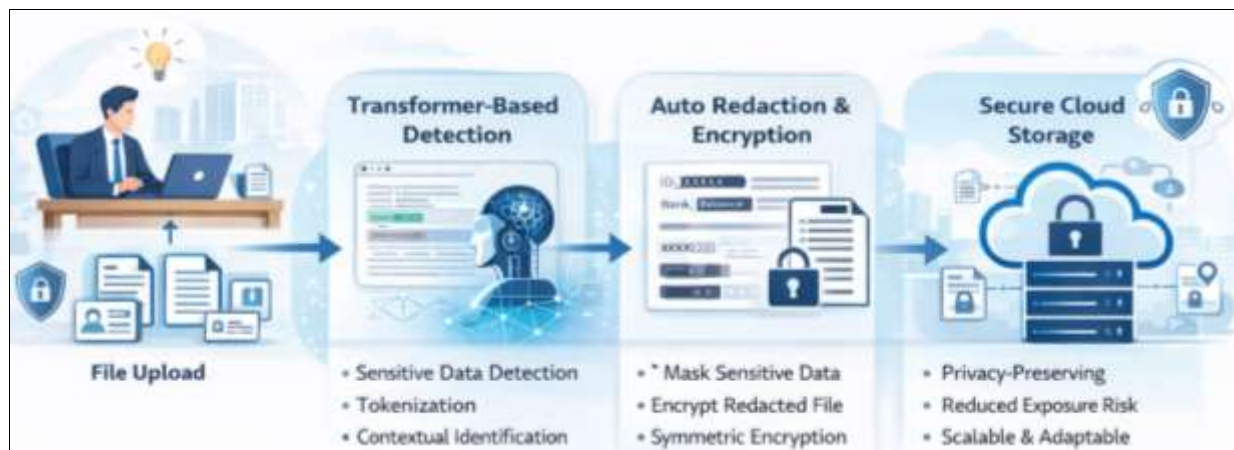 Transformer-Based
Detection
Auto Redaction &
Encryption
Secure Cloud
Storage
File Upload
• Sensitive Data Detection
• Tokenization
• Contextual Identification
• * Mask Sensitive Data
• Encrypt Redacted File
• Symmetric Encryption
• Privacy-Preserving
• Reduced Exposure Risk
• Scalable & Adaptable